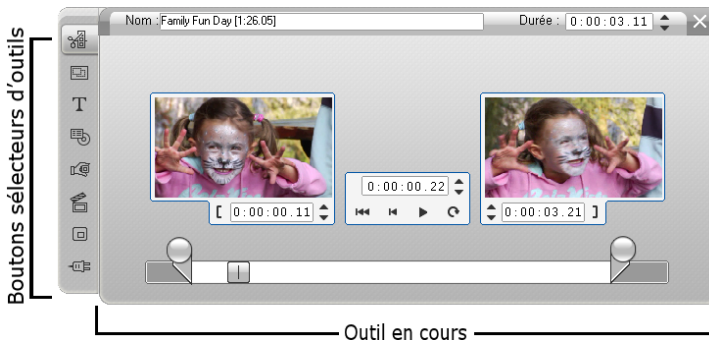 Nom : Family Fun Day [1:26.05]
Durée : 0:00:03.11
Boutons sélecteurs d'outils
T
0:00:00.22
[ 0:00:00.11
0:00:03.21 ]
Outil en cours